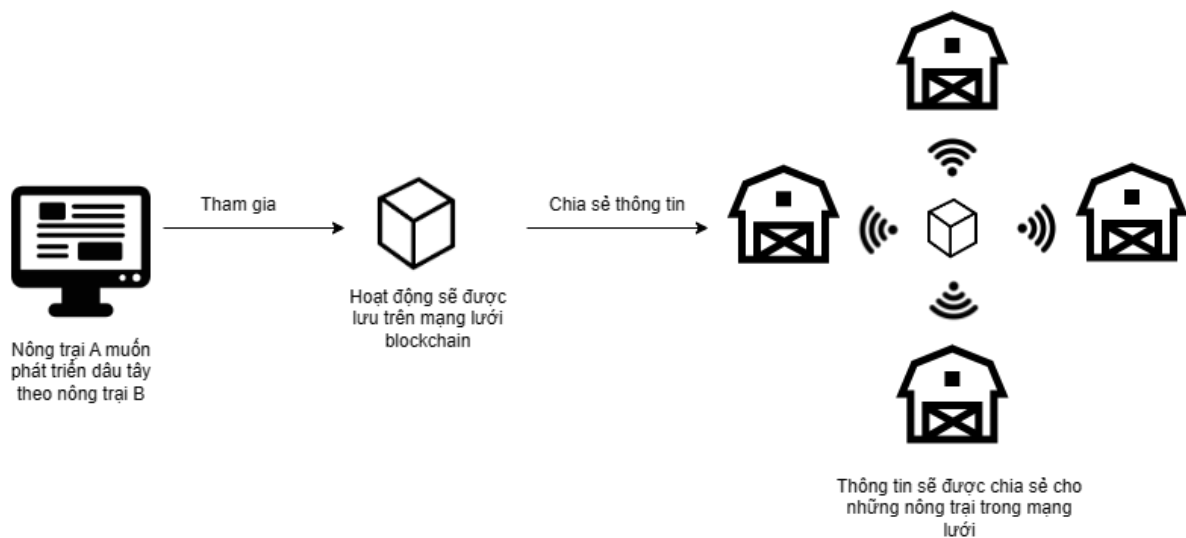 Tham gia
Chia sẻ thông tin
Nông trại A muốn
phát triển dâu tây
theo nông trại B
Hoạt động sẽ được
lưu trên mạng lưới
blockchain
Thông tin sẽ được chia sẻ cho
những nông trại trong mạng
lưới